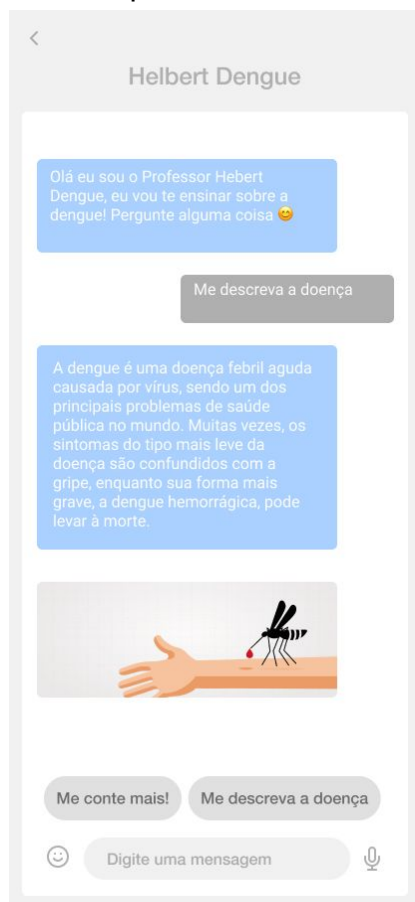 Helbert Dengue
Olá eu sou o Professor Hebert
Dengue, eu vou te ensinar sobre a
dengue! Pergunte alguma coisa 😊
Me descreva a doença
A dengue é uma doença febril aguda
causada por vírus, sendo um dos
principais problemas de saúde
pública no mundo. Muitas vezes, os
sintomas do tipo mais leve da
doença são confundidos com a
gripe, enquanto sua forma mais
grave, a dengue hemorrágica, pode
levar à morte.
Me conte mais!
Me descreva a doença
Digite uma mensagem